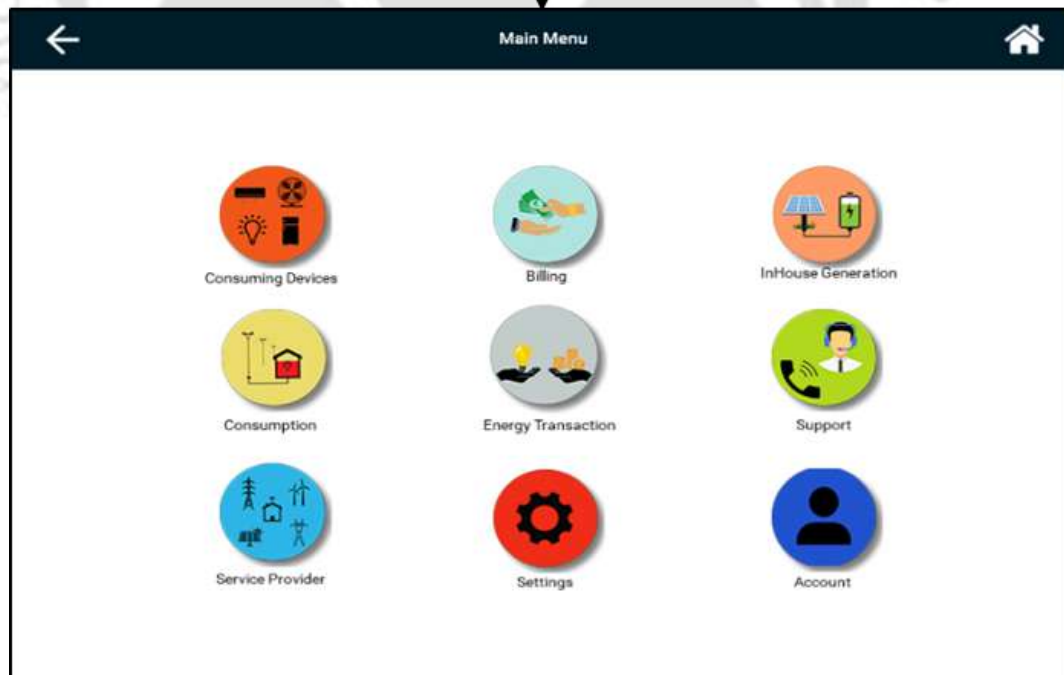 Main Menu
Consuming Devices
Billing
InHouse Generation
Consumption
Energy Transaction
Support
Service Provider
Settings
Account